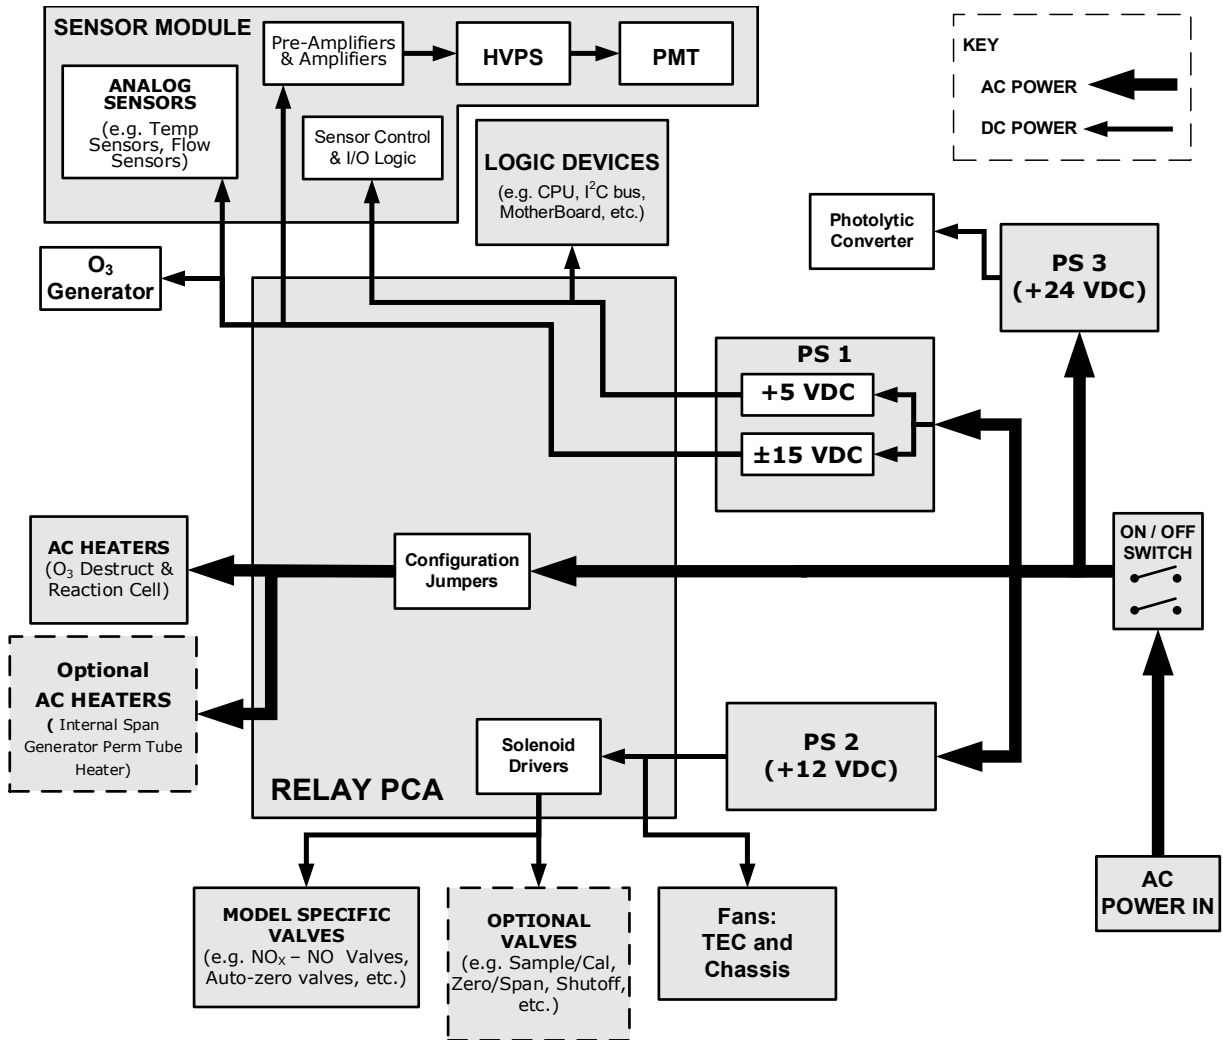 SENSOR MODULE
ANALOG
SENSORS
(e.g. Temp
Sensors, Flow
Sensors)
Pre-Amplifiers
& Amplifiers
HVPS
PMT
Sensor Control
& I/O Logic
LOGIC DEVICES
(e.g. CPU, I²C bus,
MotherBoard, etc.)
KEY
AC POWER
DC POWER
O₃
Generator
Photolytic
Converter
PS 3
(+24 VDC)
PS 1
+5 VDC
±15 VDC
ON / OFF
SWITCH
AC HEATERS
(O₃ Destruct &
Reaction Cell)
Configuration
Jumpers
Optional
AC HEATERS
( Internal Span
Generator Perm Tube
Heater)
RELAY PCA
Solenoid
Drivers
PS 2
(+12 VDC)
AC
POWER IN
MODEL SPECIFIC
VALVES
(e.g. NOₓ – NO Valves,
Auto-zero valves, etc.)
OPTIONAL
VALVES
(e.g. Sample/Cal,
Zero/Span, Shutoff,
etc.)
Fans:
TEC and
Chassis